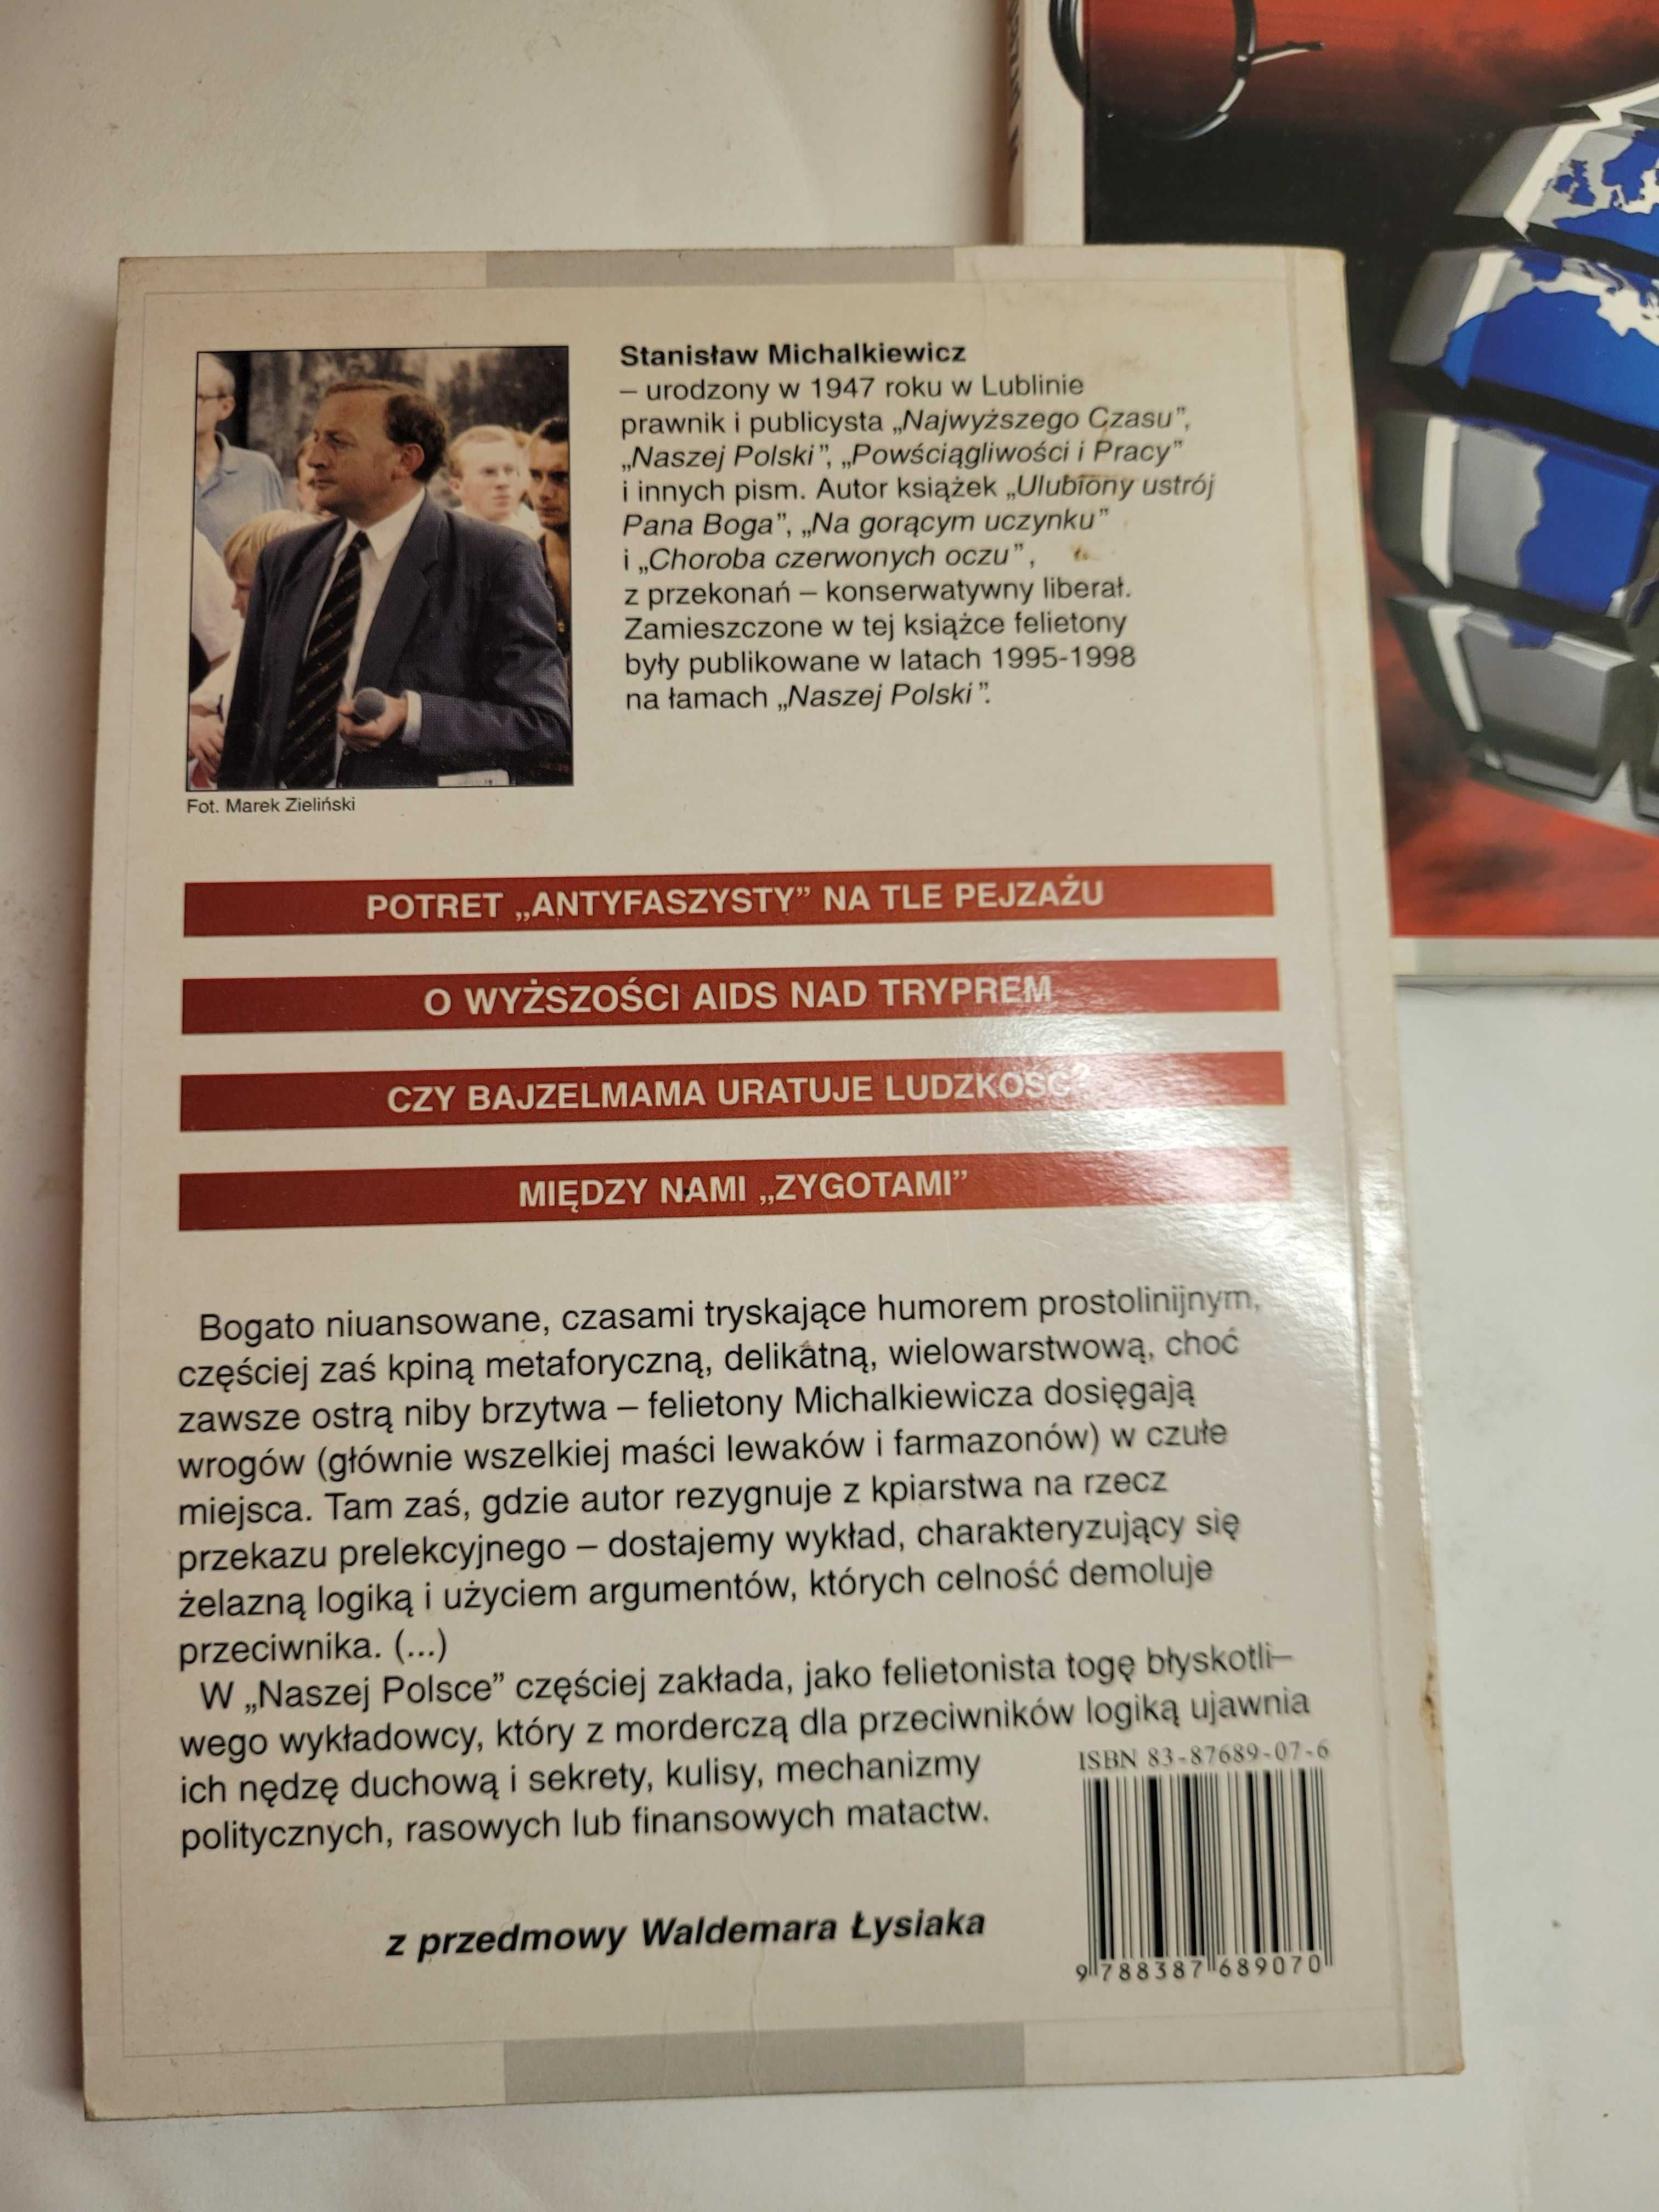 Stanisław Michalkiewicz
– urodzony w 1947 roku w Lublinie
prawnik i publicysta „Najwyższego Czasu”,
„Naszej Polski”, „Powściągliwości i Pracy”
i innych pism. Autor książek „Ulubiony ustrój
Pana Boga”, „Na gorącym uczynku”
i „Choroba czerwonych oczu”,
z przekonań – konserwatywny liberał.
Zamieszczone w tej książce felietony
były publikowane w latach 1995-1998
na łamach „Naszej Polski”.
Fot. Marek Zieliński
POTRET „ANTYFASZYSTY” NA TLE PEJZAŻU
O WYŻSZOŚCI AIDS NAD TRYPREM
CZY BAJZELMAMA URATUJE LUDZKOŚĆ?
MIĘDZY NAMI „ZYGOTAMI”
Bogato niuansowane, czasami tryskające humorem prostolinijnym,
częściej zaś kpiną metaforyczną, delikatną, wielowarstwową, choć
zawsze ostrą niby brzytwa – felietony Michalkiewicza dosięgają
wrogów (głównie wszelkiej maści lewaków i farmazonów) w czułe
miejsca. Tam zaś, gdzie autor rezygnuje z kpiarstwa na rzecz
przekazu prelekcyjnego – dostajemy wykład, charakteryzujący się
żelazną logiką i użyciem argumentów, których celność demoluje
przeciwnika. (...)
W „Naszej Polsce” częściej zakłada, jako felietonista togę błyskotli–
wego wykładowcy, który z morderczą dla przeciwników logiką ujawnia
ich nędzę duchową i sekrety, kulisy, mechanizmy
politycznych, rasowych lub finansowych matactw.
z przedmowy Waldemara Łysiaka
ISBN 83-87689-07-6
9 788387 689070